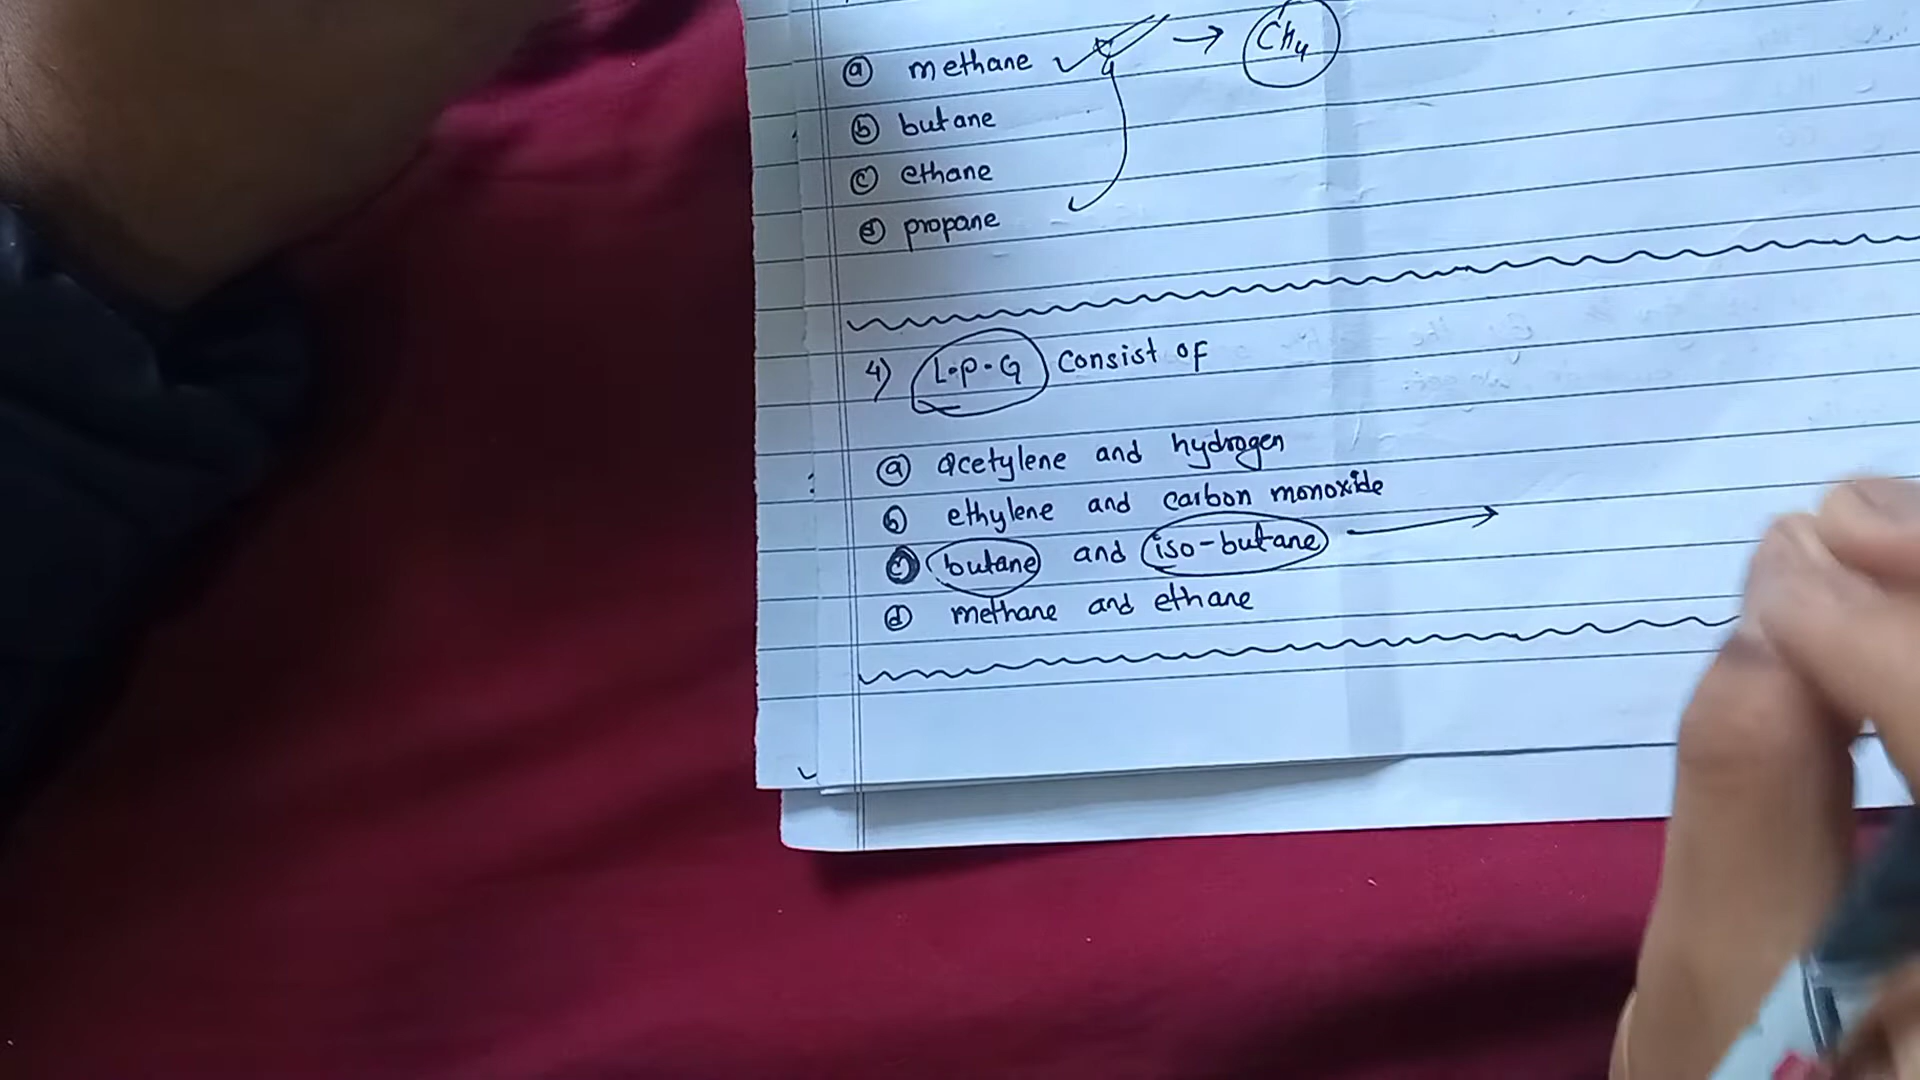 ⓐ methane → CH4
ⓑ butane
ⓒ ethane
ⓓ propane
4) L.P.G Consist of
ⓐ acetylene and hydrogen
ⓑ ethylene and carbon monoxide
ⓒ butane and iso-butane →
ⓓ methane and ethane